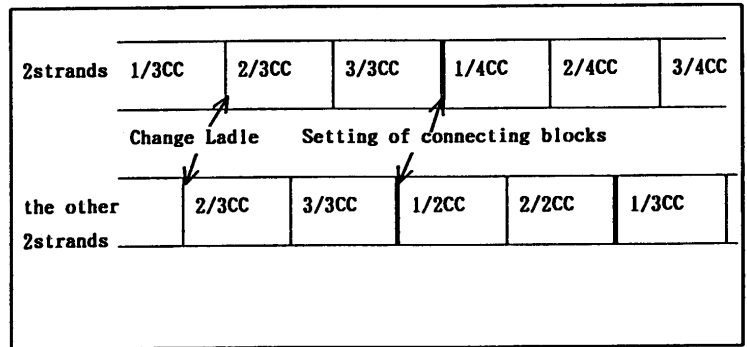 2strands 1/3CC 2/3CC 3/3CC 1/4CC 2/4CC 3/4CC
Change Ladle Setting of connecting blocks
the other 2/3CC 3/3CC 1/2CC 2/2CC 1/3CC
2strands